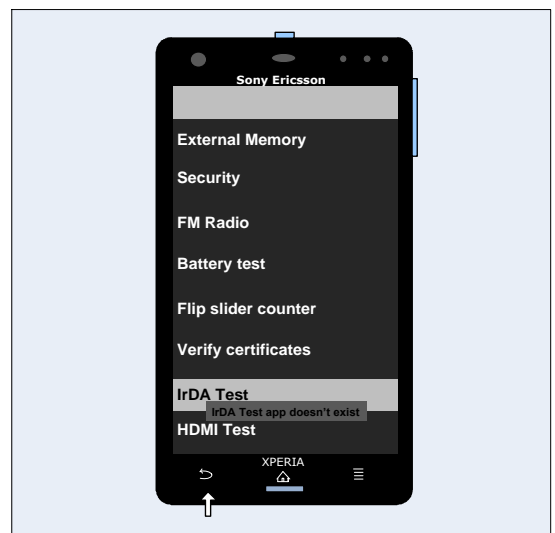 Sony Ericsson
External Memory
Security
FM Radio
Battery test
Flip slider counter
Verify certificates
IrDA Test
IrDA Test app doesn't exist
HDMI Test
XPERIA